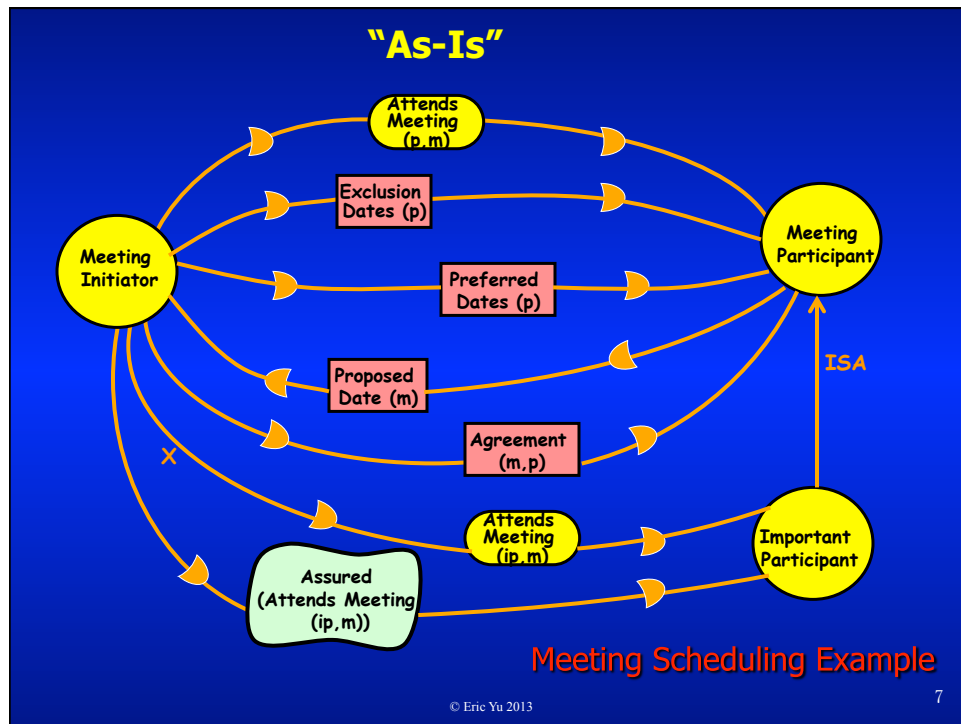 “As-Is”
Attends
Meeting
(p,m)
Exclusion
Dates (p)
Meeting
Initiator
Meeting
Participant
Preferred
Dates (p)
Proposed
Date (m)
ISA
Agreement
(m,p)
X
Attends
Meeting
(ip,m)
Important
Participant
Assured
(Attends Meeting
(ip,m))
Meeting Scheduling Example
© Eric Yu 2013
7